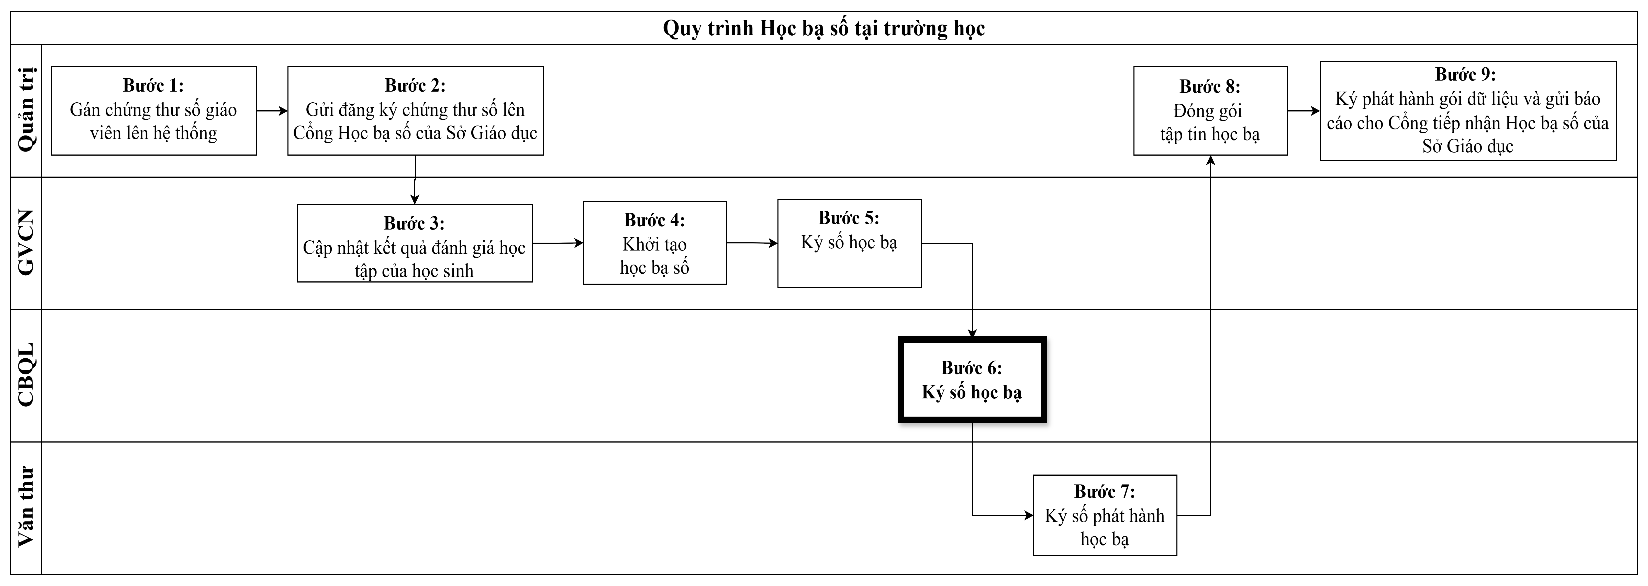 Quy trình Học bạ số tại trường học
Quản trị
Bước 1:
Gán chứng thư số giáo
viên lên hệ thống
Bước 2:
Gửi đăng ký chứng thư số lên
Cổng Học bạ số của Sở Giáo dục
Bước 8:
Đóng gói
tập tin học bạ
Bước 9:
Ký phát hành gói dữ liệu và gửi báo
cáo cho Cổng tiếp nhận Học bạ số của
Sở Giáo dục
GVCN
Bước 3:
Cập nhật kết quả đánh giá học
tập của học sinh
Bước 4:
Khởi tạo
học bạ số
Bước 5:
Ký số học bạ
CBQL
Bước 6:
Ký số học bạ
Văn thư
Bước 7:
Ký số phát hành
học bạ